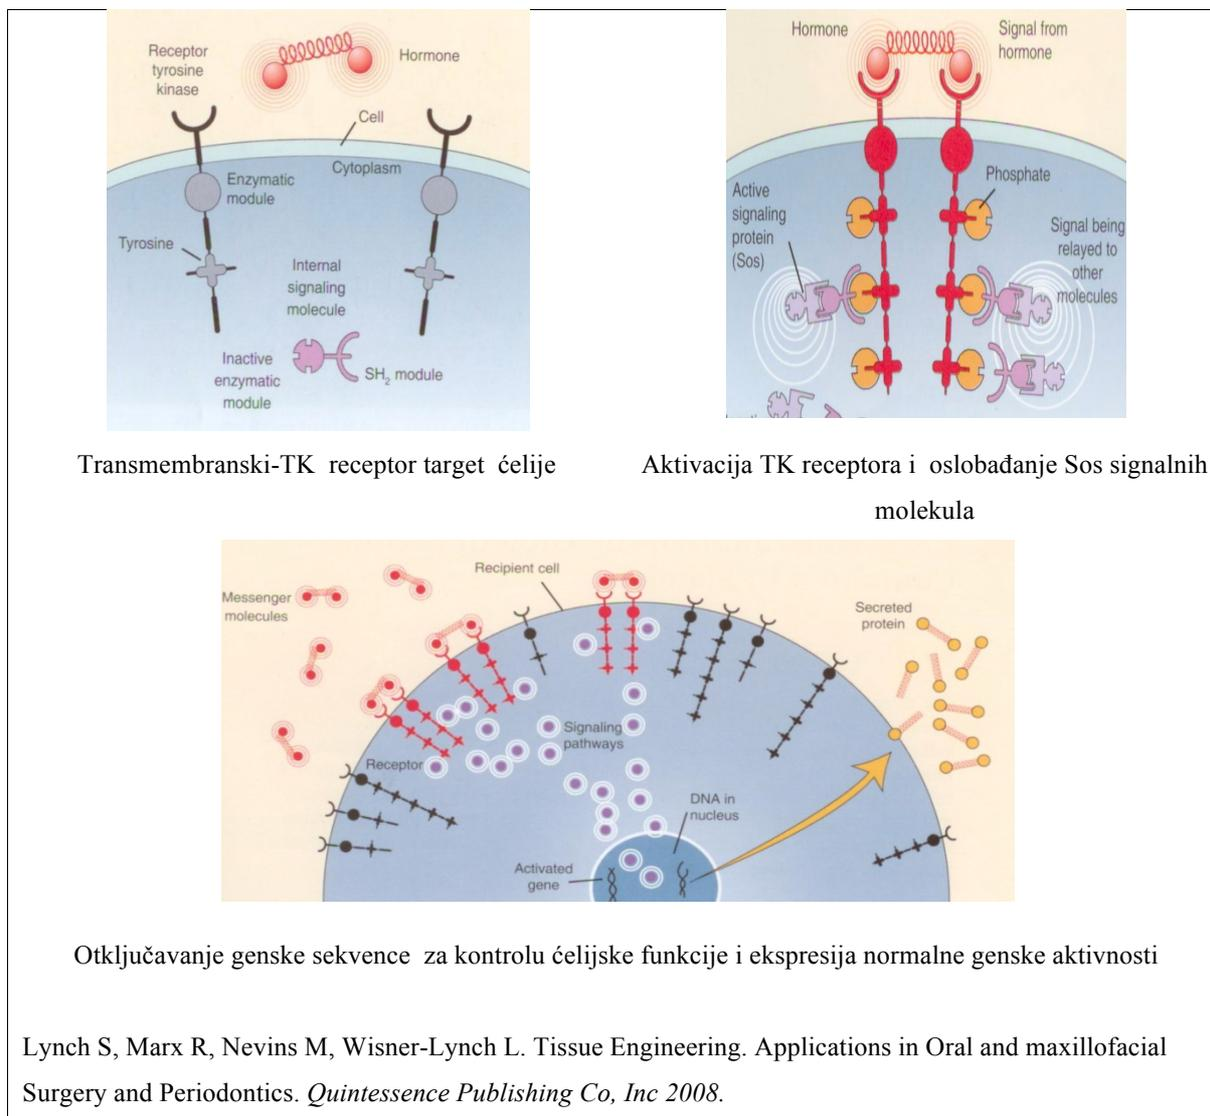 Receptor
tyrosine
kinase
Hormone
Cell
Cytoplasm
Enzymatic
module
Tyrosine
Internal
signaling
molecule
Inactive
enzymatic
module
SH2 module
Hormone
Signal from
hormone
Phosphate
Active
signaling
protein
(Sos)
Signal being
relayed to
other
molecules
Transmembranski-TK receptor target ćelije
Aktivacija TK receptora i oslobađanje Sos signalnih
molekula
Messenger
molecules
Recipient cell
Secreted
protein
Signaling
pathways
Receptor
DNA in
nucleus
Activated
gene
Otključavanje genske sekvence za kontrolu ćelijske funkcije i ekspresija normalne genske aktivnosti
Lynch S, Marx R, Nevins M, Wisner-Lynch L. Tissue Engineering. Applications in Oral and maxillofacial
Surgery and Periodontics. Quintessence Publishing Co, Inc 2008.